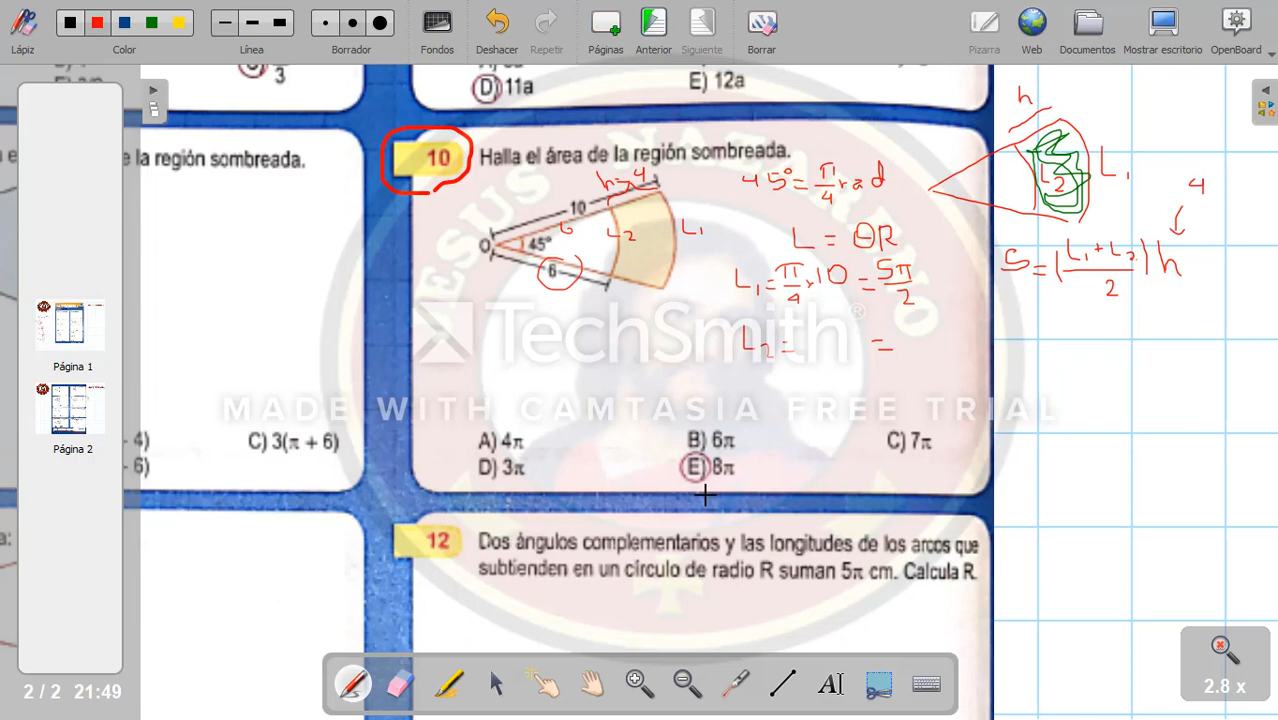 Lápiz
Color
Línea
Borrador
Fondos
Deshacer
Repetir
Páginas
Anterior
Siguiente
Borrar
Pizarra
Web
Documentos
Mostrar escritorio
OpenBoard
3
D) 11a
E) 12a
e la región sombreada.
10 Halla el área de la región sombreada.
h=4
10
6
L2
L1
O
45°
6
45° = π/4 rad
L = θR
L1 = π/4 × 10 = 5π/2
L2 = =
h
L2
L1
4
S = (L1 + L2 / 2) h
JESUS NAZARENO
TechSmith®
MADE WITH CAMTASIA FREE TRIAL
- 4)
C) 3(π + 6)
- 6)
A) 4π
B) 6π
C) 7π
D) 3π
E) 8π
a:
12 Dos ángulos complementarios y las longitudes de los arcos que
subtienden en un círculo de radio R suman 5π cm. Calcula R.
Página 1
Página 2
2 / 2 21:49
2.8 x